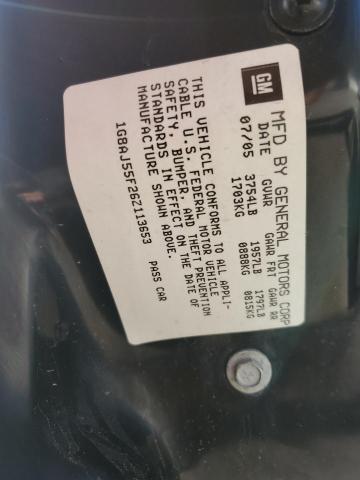 GM
MFD BY GENERAL MOTORS CORP
DATE GVWR GAWR FRT GAWR RR
07/05 3754LB 1957LB 1797LB
1703KG 0888KG 0815KG
THIS VEHICLE CONFORMS TO ALL APPLI-
CABLE U.S. FEDERAL MOTOR VEHICLE
SAFETY, BUMPER, AND THEFT PREVENTION
STANDARDS IN EFFECT ON THE DATE OF
MANUFACTURE SHOWN ABOVE.
1G8AJ55F26Z113653 PASS CAR